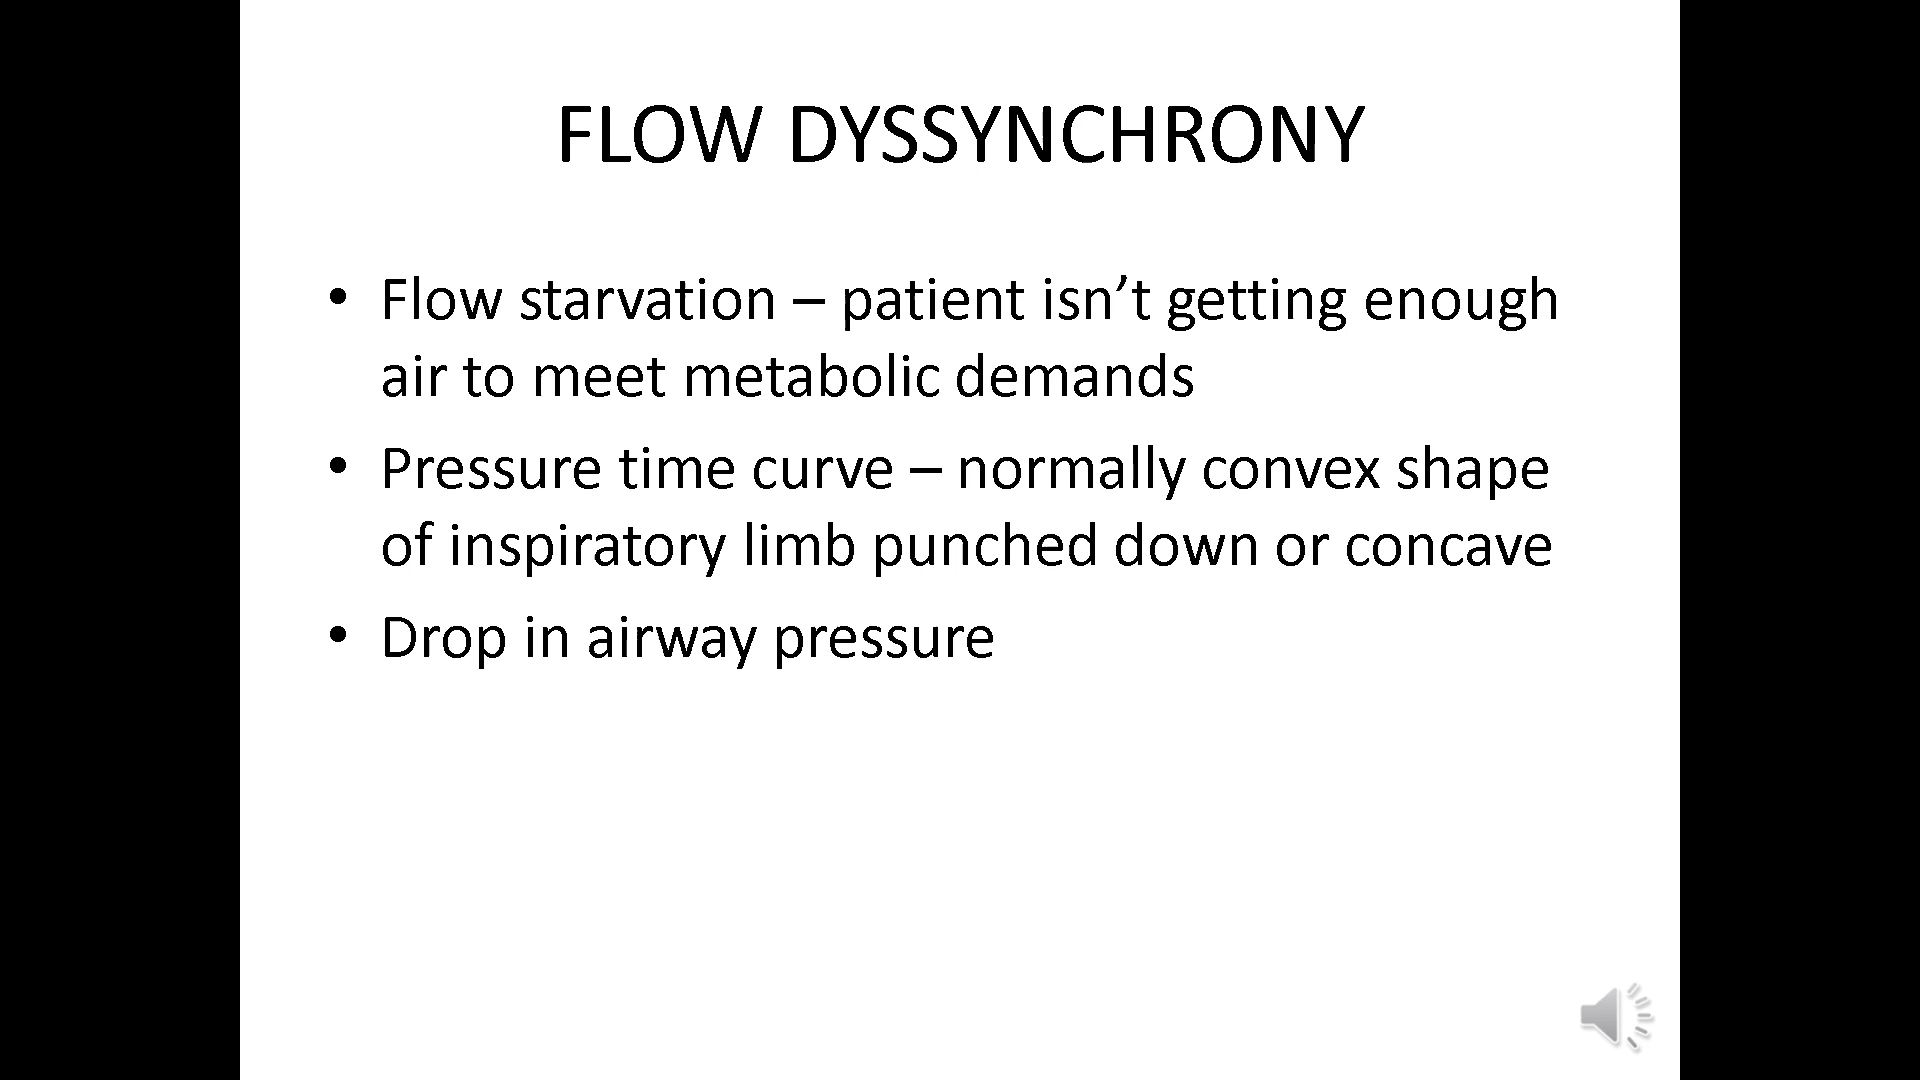 FLOW DYSSYNCHRONY
• Flow starvation – patient isn’t getting enough
air to meet metabolic demands
• Pressure time curve – normally convex shape
of inspiratory limb punched down or concave
• Drop in airway pressure